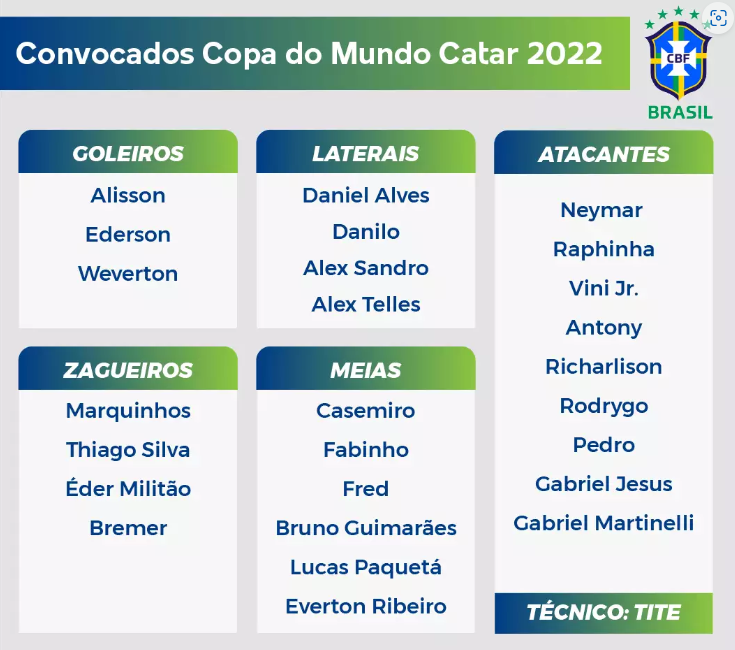 Convocados Copa do Mundo Catar 2022
CBF
BRASIL
GOLEIROS
Alisson
Ederson
Weverton
LATERAIS
Daniel Alves
Danilo
Alex Sandro
Alex Telles
ATACANTES
Neymar
Raphinha
Vini Jr.
Antony
Richarlison
Rodrygo
Pedro
Gabriel Jesus
Gabriel Martinelli
ZAGUEIROS
Marquinhos
Thiago Silva
Éder Militão
Bremer
MEIAS
Casemiro
Fabinho
Fred
Bruno Guimarães
Lucas Paquetá
Everton Ribeiro
TÉCNICO: TITE